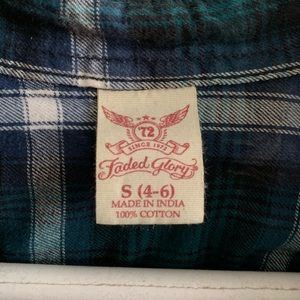 72
SINCE 1972
Faded Glory
S (4-6)
MADE IN INDIA
100% COTTON